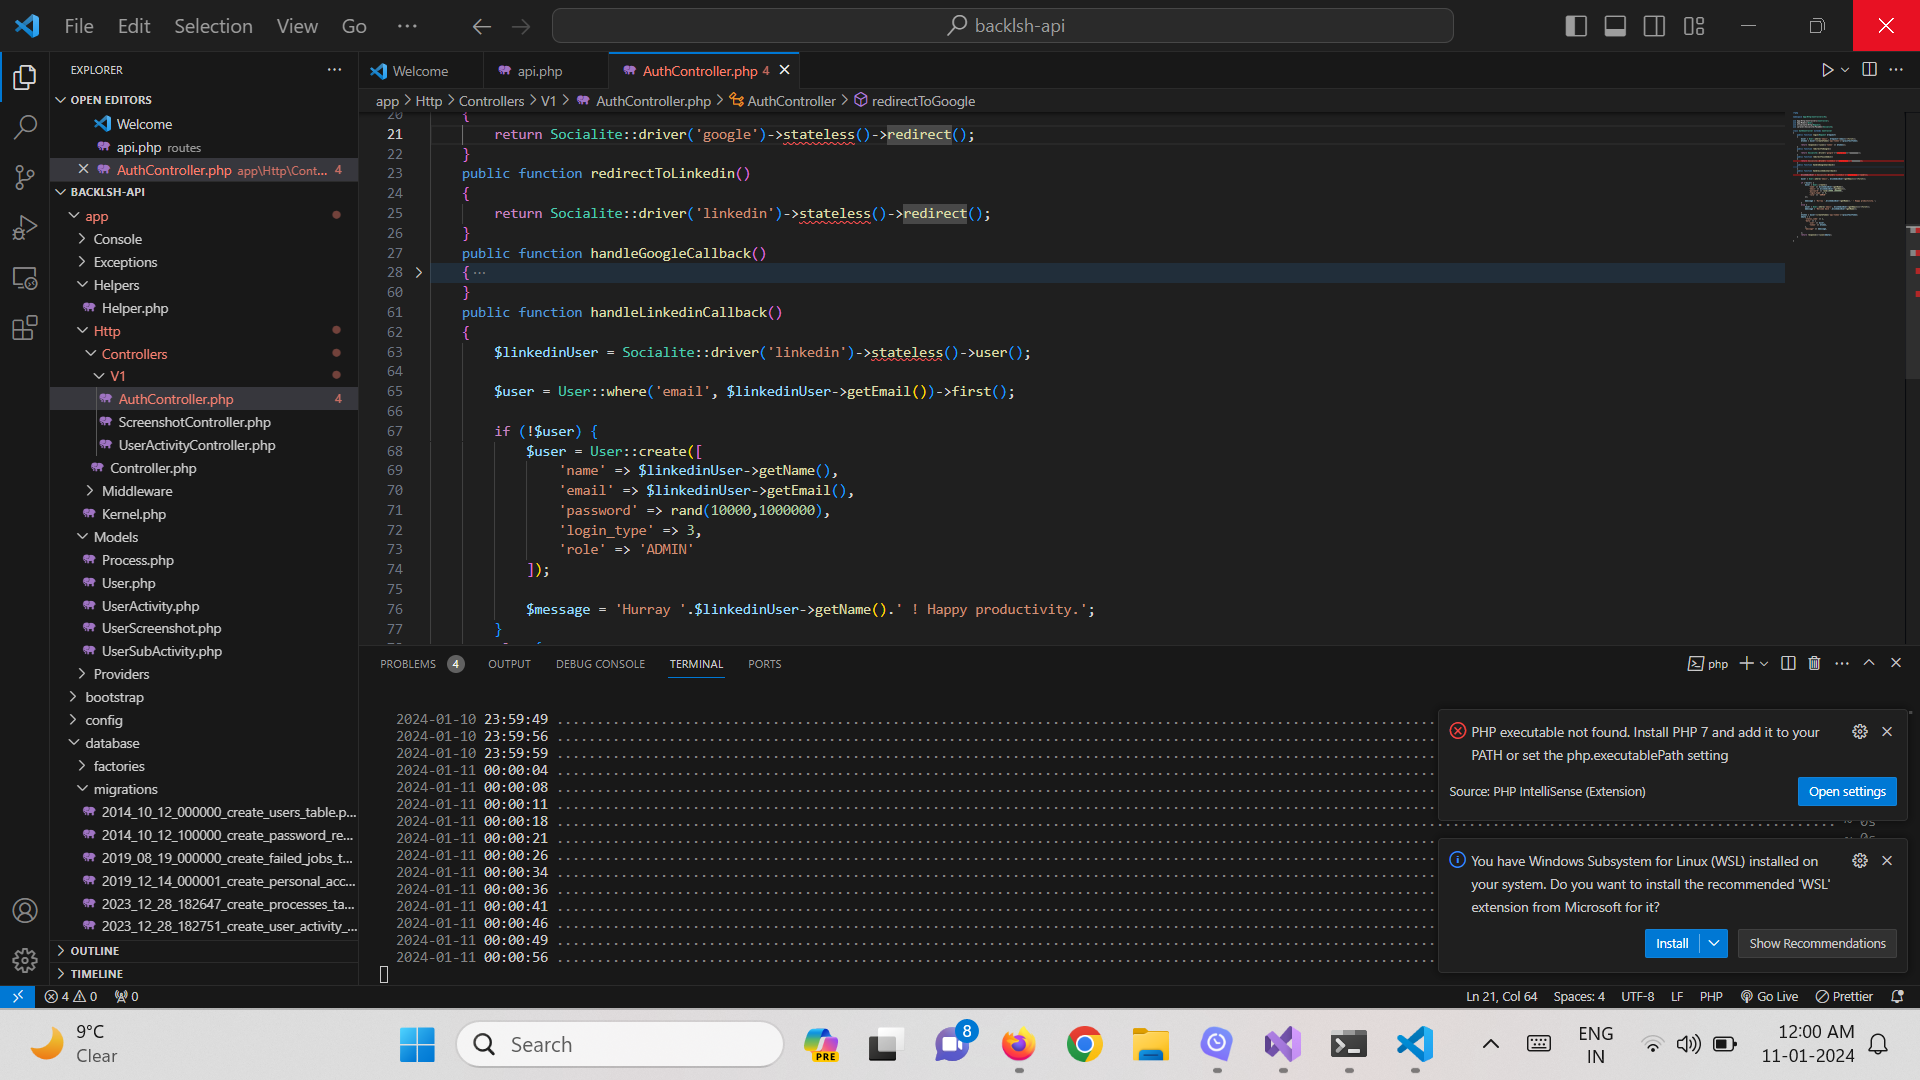 File Edit Selection View Go ···
backlsh-api
EXPLORER
OPEN EDITORS
Welcome
api.php routes
AuthController.php app\Http\Cont... 4
BACKLSH-API
app
Console
Exceptions
Helpers
Helper.php
Http
Controllers
V1
AuthController.php 4
ScreenshotController.php
UserActivityController.php
Controller.php
Middleware
Kernel.php
Models
Process.php
User.php
UserActivity.php
UserScreenshot.php
UserSubActivity.php
Providers
bootstrap
config
database
factories
migrations
2014_10_12_000000_create_users_table.p...
2014_10_12_100000_create_password_re...
2019_08_19_000000_create_failed_jobs_t...
2019_12_14_000001_create_personal_acc...
2023_12_28_182647_create_processes_ta...
2023_12_28_182751_create_user_activity_...
OUTLINE
TIMELINE
Welcome api.php AuthController.php 4
app > Http > Controllers > V1 > AuthController.php > AuthController > redirectToGoogle
20 {
21 return Socialite::driver('google')->stateless()->redirect();
22 }
23 public function redirectToLinkedin()
24 {
25 return Socialite::driver('linkedin')->stateless()->redirect();
26 }
27 public function handleGoogleCallback()
28 { ···
60 }
61 public function handleLinkedinCallback()
62 {
63 $linkedinUser = Socialite::driver('linkedin')->stateless()->user();
64
65 $user = User::where('email', $linkedinUser->getEmail())->first();
66
67 if (!$user) {
68 $user = User::create([
69 'name' => $linkedinUser->getName(),
70 'email' => $linkedinUser->getEmail(),
71 'password' => rand(10000,1000000),
72 'login_type' => 3,
73 'role' => 'ADMIN'
74 ]);
75
76 $message = 'Hurray '.$linkedinUser->getName().' ! Happy productivity.';
77 }
PROBLEMS 4 OUTPUT DEBUG CONSOLE TERMINAL PORTS
php
2024-01-10 23:59:49
2024-01-10 23:59:56
2024-01-10 23:59:59
2024-01-11 00:00:04
2024-01-11 00:00:08
2024-01-11 00:00:11
2024-01-11 00:00:18
2024-01-11 00:00:21
2024-01-11 00:00:26
2024-01-11 00:00:34
2024-01-11 00:00:36
2024-01-11 00:00:41
2024-01-11 00:00:46
2024-01-11 00:00:49
2024-01-11 00:00:56
PHP executable not found. Install PHP 7 and add it to your
PATH or set the php.executablePath setting
Source: PHP IntelliSense (Extension)
Open settings
You have Windows Subsystem for Linux (WSL) installed on
your system. Do you want to install the recommended 'WSL'
extension from Microsoft for it?
Install
Show Recommendations
4 0 0
Ln 21, Col 64 Spaces: 4 UTF-8 LF PHP Go Live Prettier
9°C
Clear
Search
PRE
8
ENG
IN
12:00 AM
11-01-2024